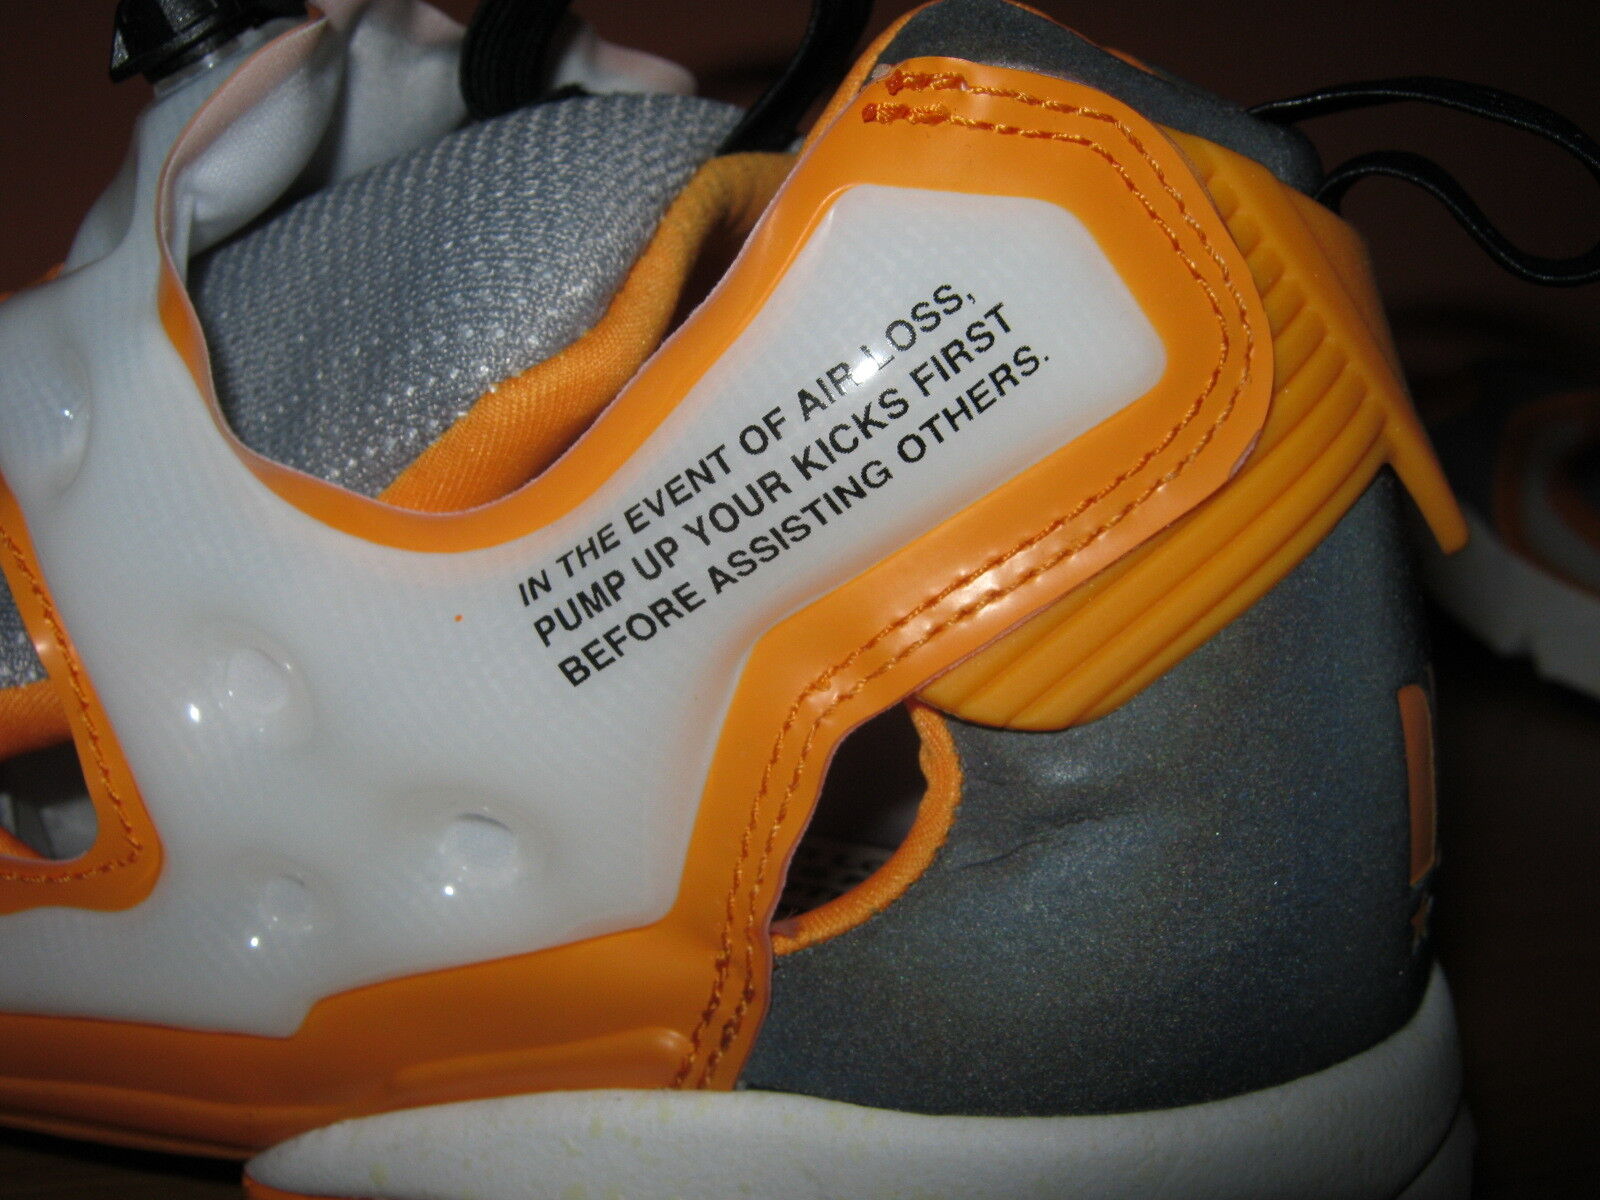 IN THE EVENT OF AIR LOSS,
PUMP UP YOUR KICKS FIRST
BEFORE ASSISTING OTHERS.